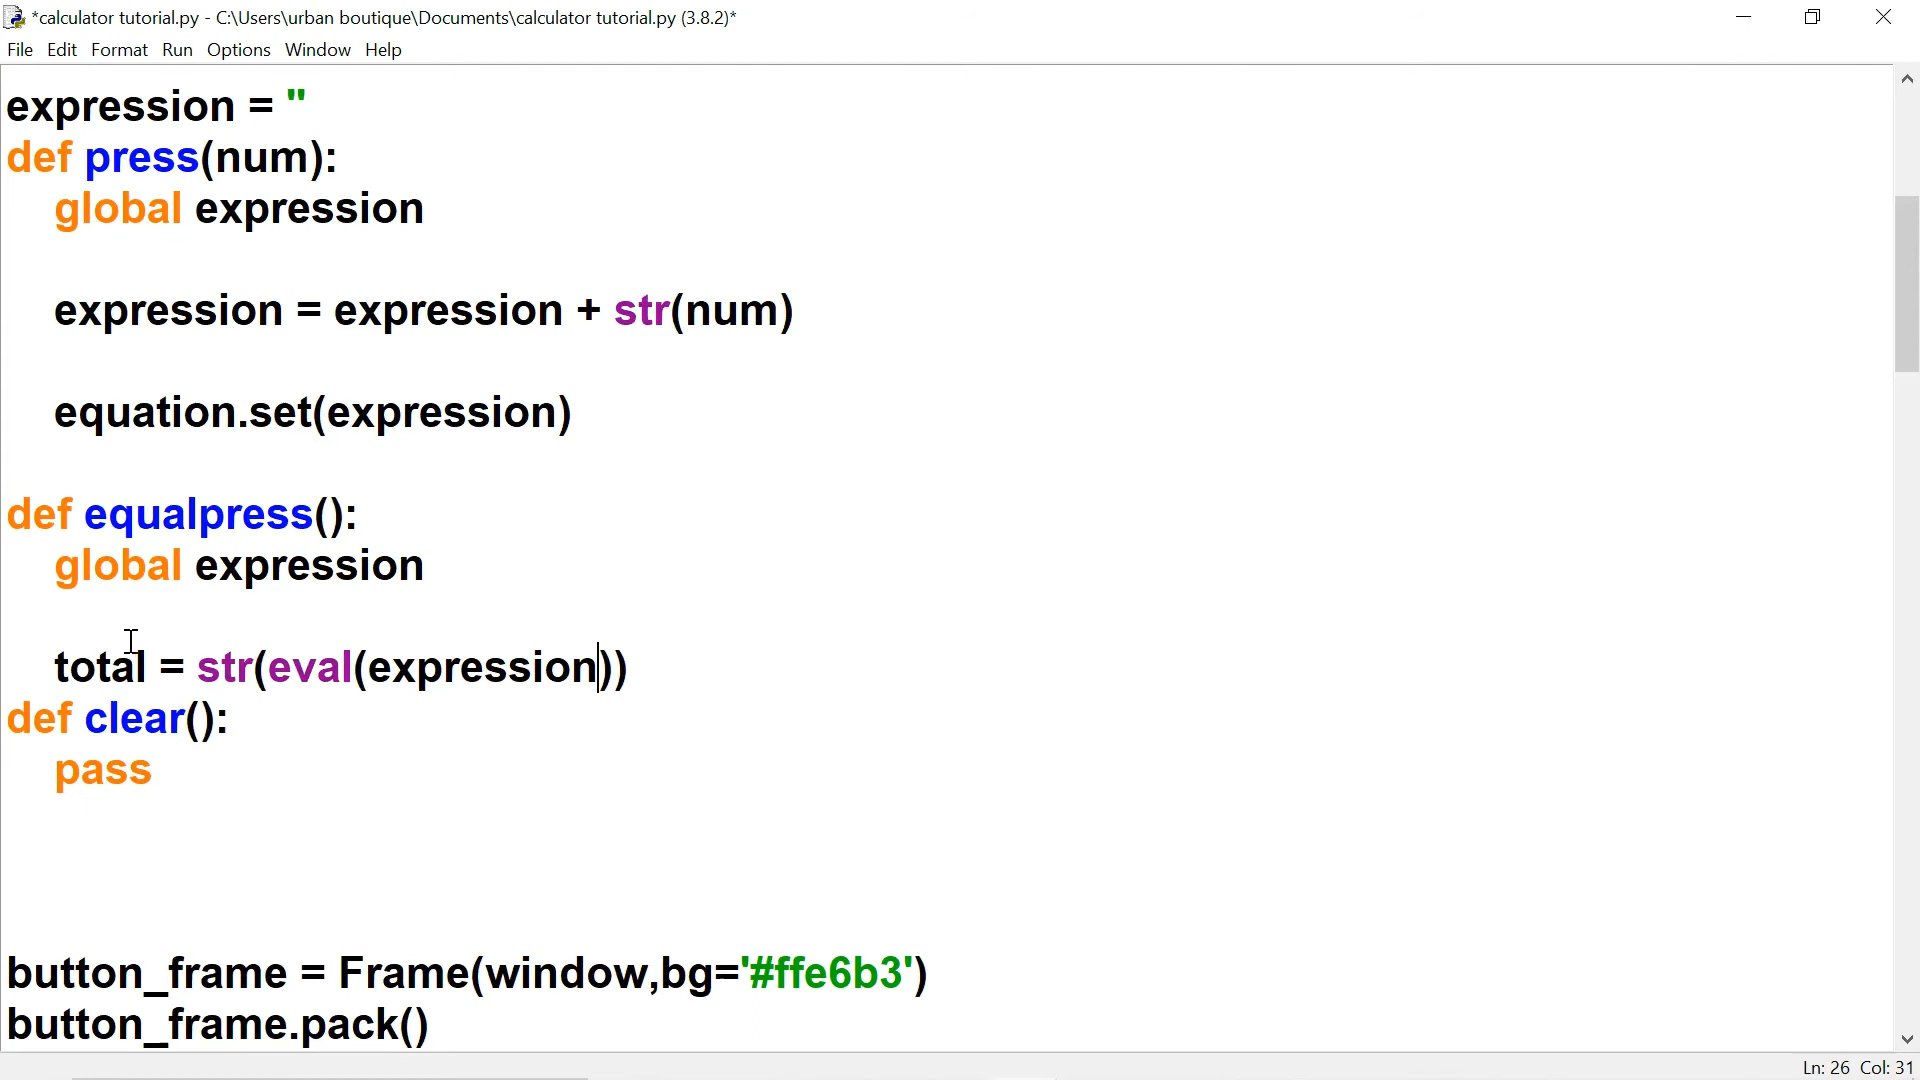 *calculator tutorial.py - C:\Users\urban boutique\Documents\calculator tutorial.py (3.8.2)*
File Edit Format Run Options Window Help
expression = ''
def press(num):
    global expression
    expression = expression + str(num)
    equation.set(expression)
def equalpress():
    global expression
    total = str(eval(expression))
def clear():
    pass
button_frame = Frame(window,bg='#ffe6b3')
button_frame.pack()
Ln: 26 Col: 31